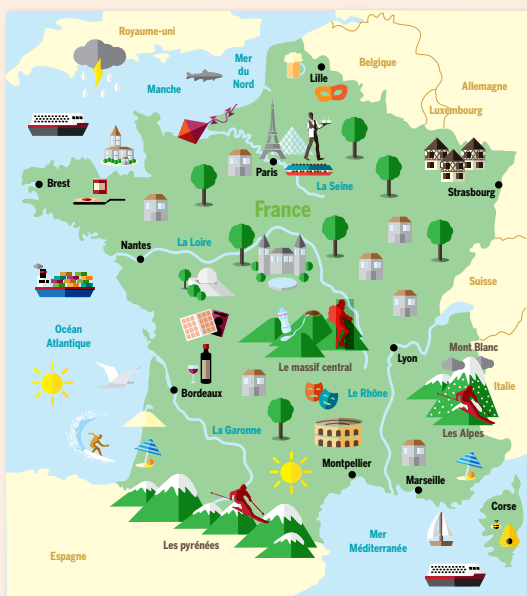 Royaume-uni
Mer
du
Nord
Manche
Belgique
Lille
Allemagne
Luxembourg
Paris
La Seine
Brest
Strasbourg
France
Nantes
La Loire
Suisse
Océan
Atlantique
Mont Blanc
Lyon
Le massif central
Italie
Bordeaux
Le Rhône
La Garonne
Les Alpes
Montpellier
Marseille
Corse
Les pyrénées
Mer
Méditerranée
Espagne